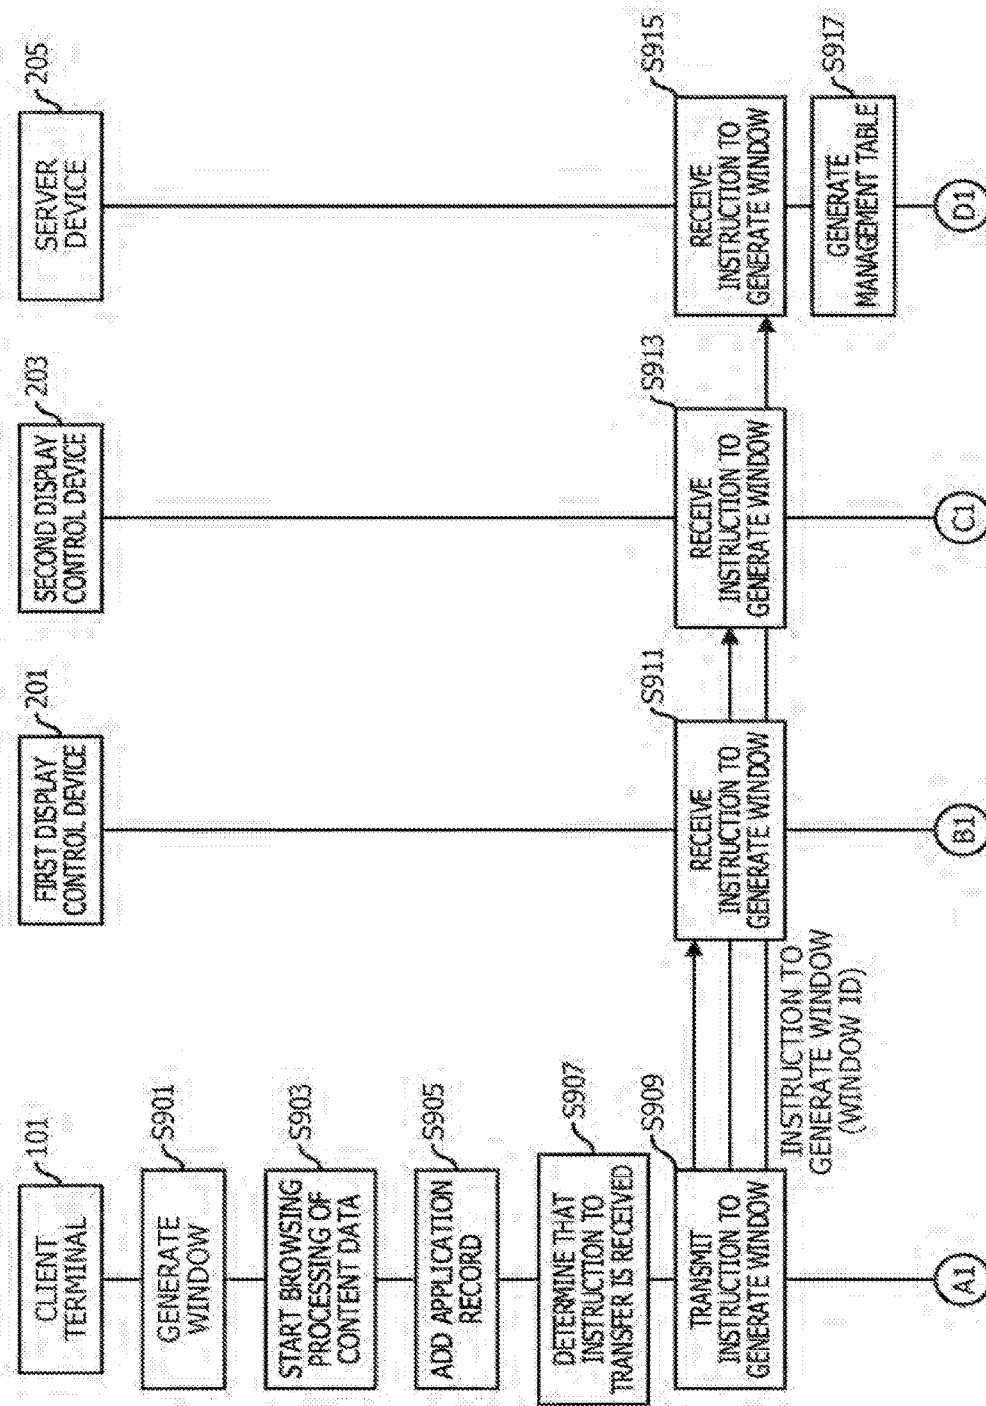 CLIENT
TERMINAL
101
FIRST DISPLAY
CONTROL DEVICE
201
SECOND DISPLAY
CONTROL DEVICE
203
SERVER
DEVICE
205
GENERATE
WINDOW
S901
START BROWSING
PROCESSING OF
CONTENT DATA
S903
ADD APPLICATION
RECORD
S905
DETERMINE THAT
INSTRUCTION TO
TRANSFER IS RECEIVED
S907
TRANSMIT
INSTRUCTION TO
GENERATE WINDOW
S909
INSTRUCTION TO
GENERATE WINDOW
(WINDOW ID)
RECEIVE
INSTRUCTION TO
GENERATE WINDOW
S911
RECEIVE
INSTRUCTION TO
GENERATE WINDOW
S913
RECEIVE
INSTRUCTION TO
GENERATE WINDOW
S915
GENERATE
MANAGEMENT TABLE
S917
A1
B1
C1
D1